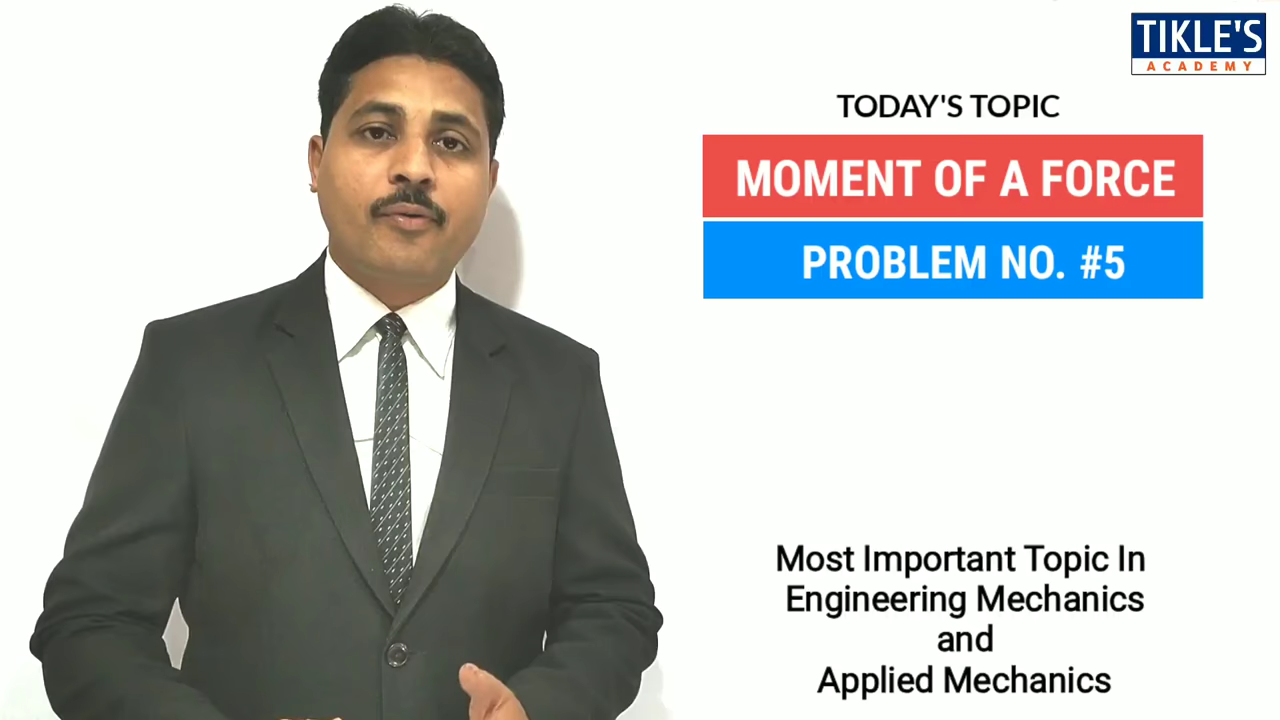 TIKLE'S
ACADEMY
TODAY'S TOPIC
MOMENT OF A FORCE
PROBLEM NO. #5
Most Important Topic In
Engineering Mechanics
and
Applied Mechanics